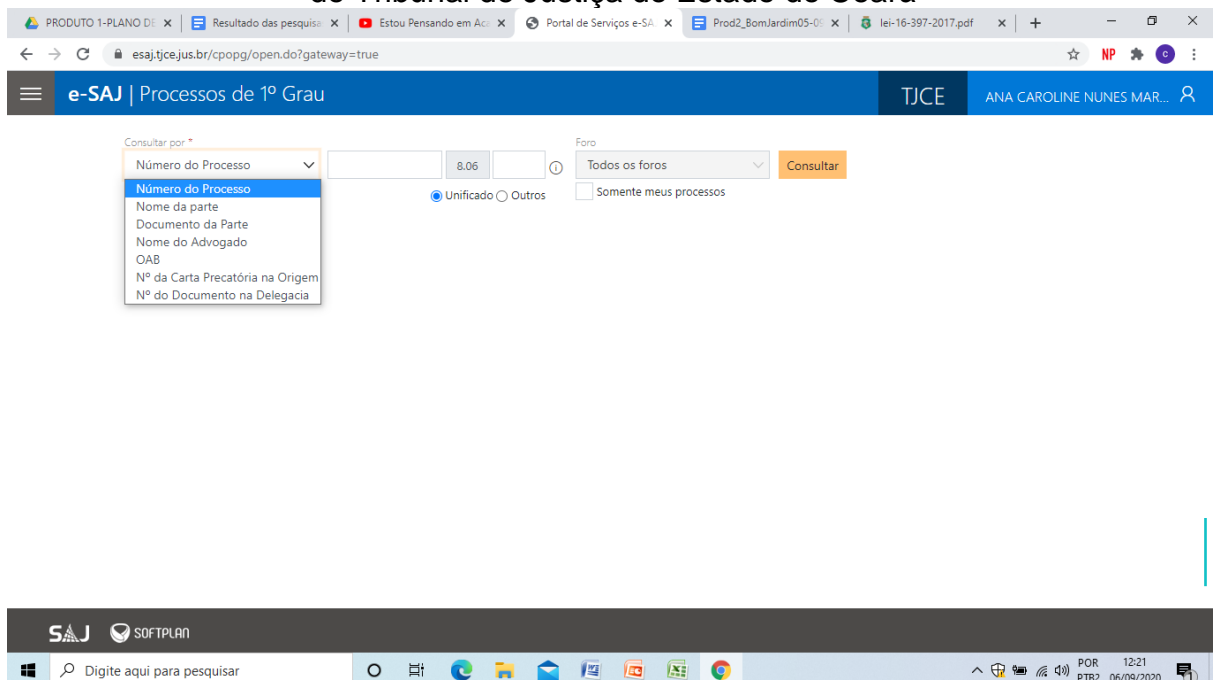 do Tribunal de Justiça do Estado do Ceará
PRODUTO 1-PLANO DE Resultado das pesquisa Estou Pensando em Ace Portal de Serviços e-SA Prod2_BomJardim05-09 lei-16-397-2017.pdf
esaj.tjce.jus.br/cpopg/open.do?gateway=true NP c
e-SAJ | Processos de 1º Grau TJCE ANA CAROLINE NUNES MAR...
Consultar por * Foro
Número do Processo 8.06 Todos os foros Consultar
Número do Processo Unificado Outros Somente meus processos
Nome da parte
Documento da Parte
Nome do Advogado
OAB
Nº da Carta Precatória na Origem
Nº do Documento na Delegacia
SAJ SOFTPLAN
Digite aqui para pesquisar POR 12:21
PTB2 06/09/2020